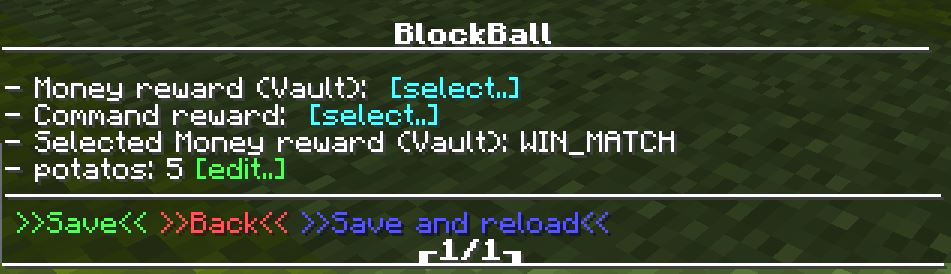 BlockBall
- Money reward (Vault): [select..]
- Command reward: [select..]
- Selected Money reward (Vault): WIN_MATCH
- potatos: 5 [edit..]
>>Save<< >>Back<< >>Save and reload<<
┌1/1┐